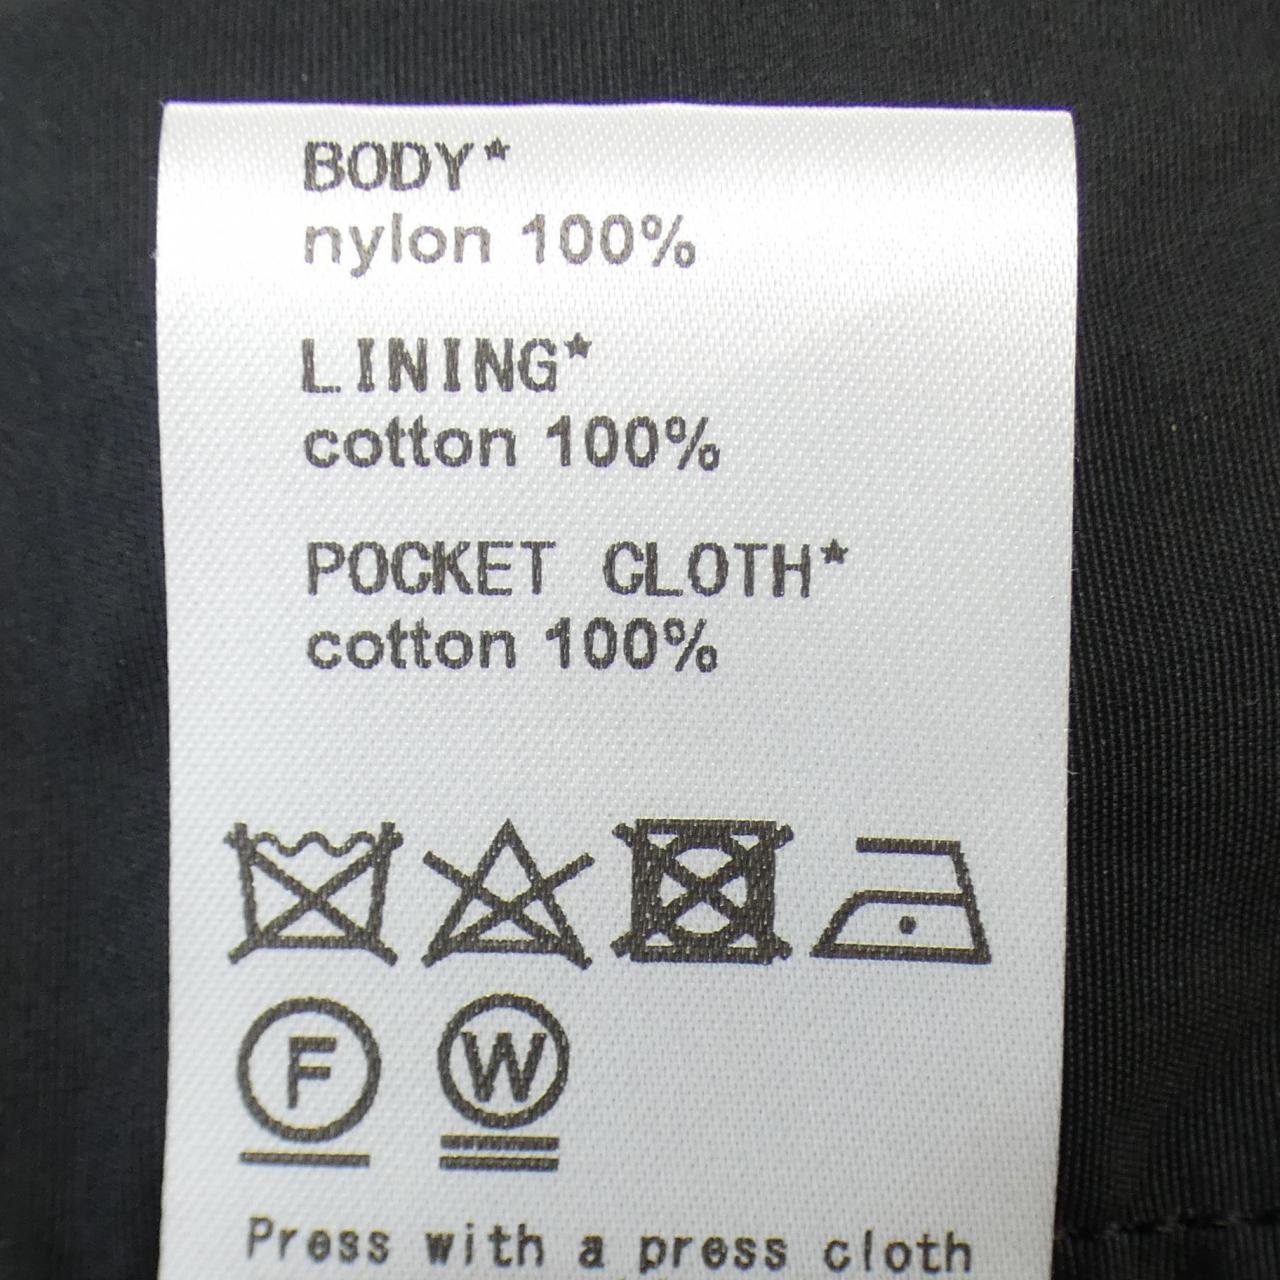 BODY*
nylon 100%
LINING*
cotton 100%
POCKET CLOTH*
cotton 100%
F W
Press with a press cloth